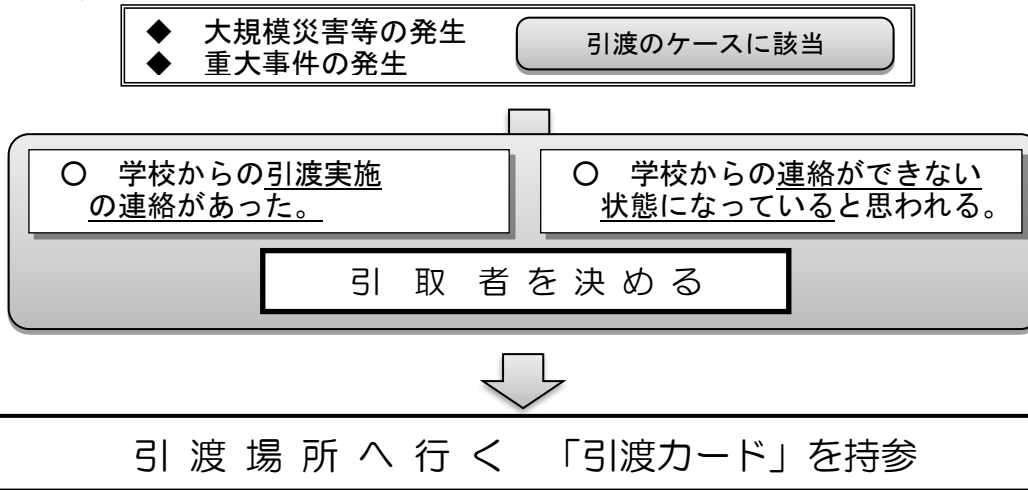 ◆ 大規模災害等の発生
◆ 重大事件の発生
引渡のケースに該当
○ 学校からの引渡実施
の連絡があった。
○ 学校からの連絡ができない
状態になっていると思われる。
引取者を決める
引渡場所へ行く 「引渡カード」を持参